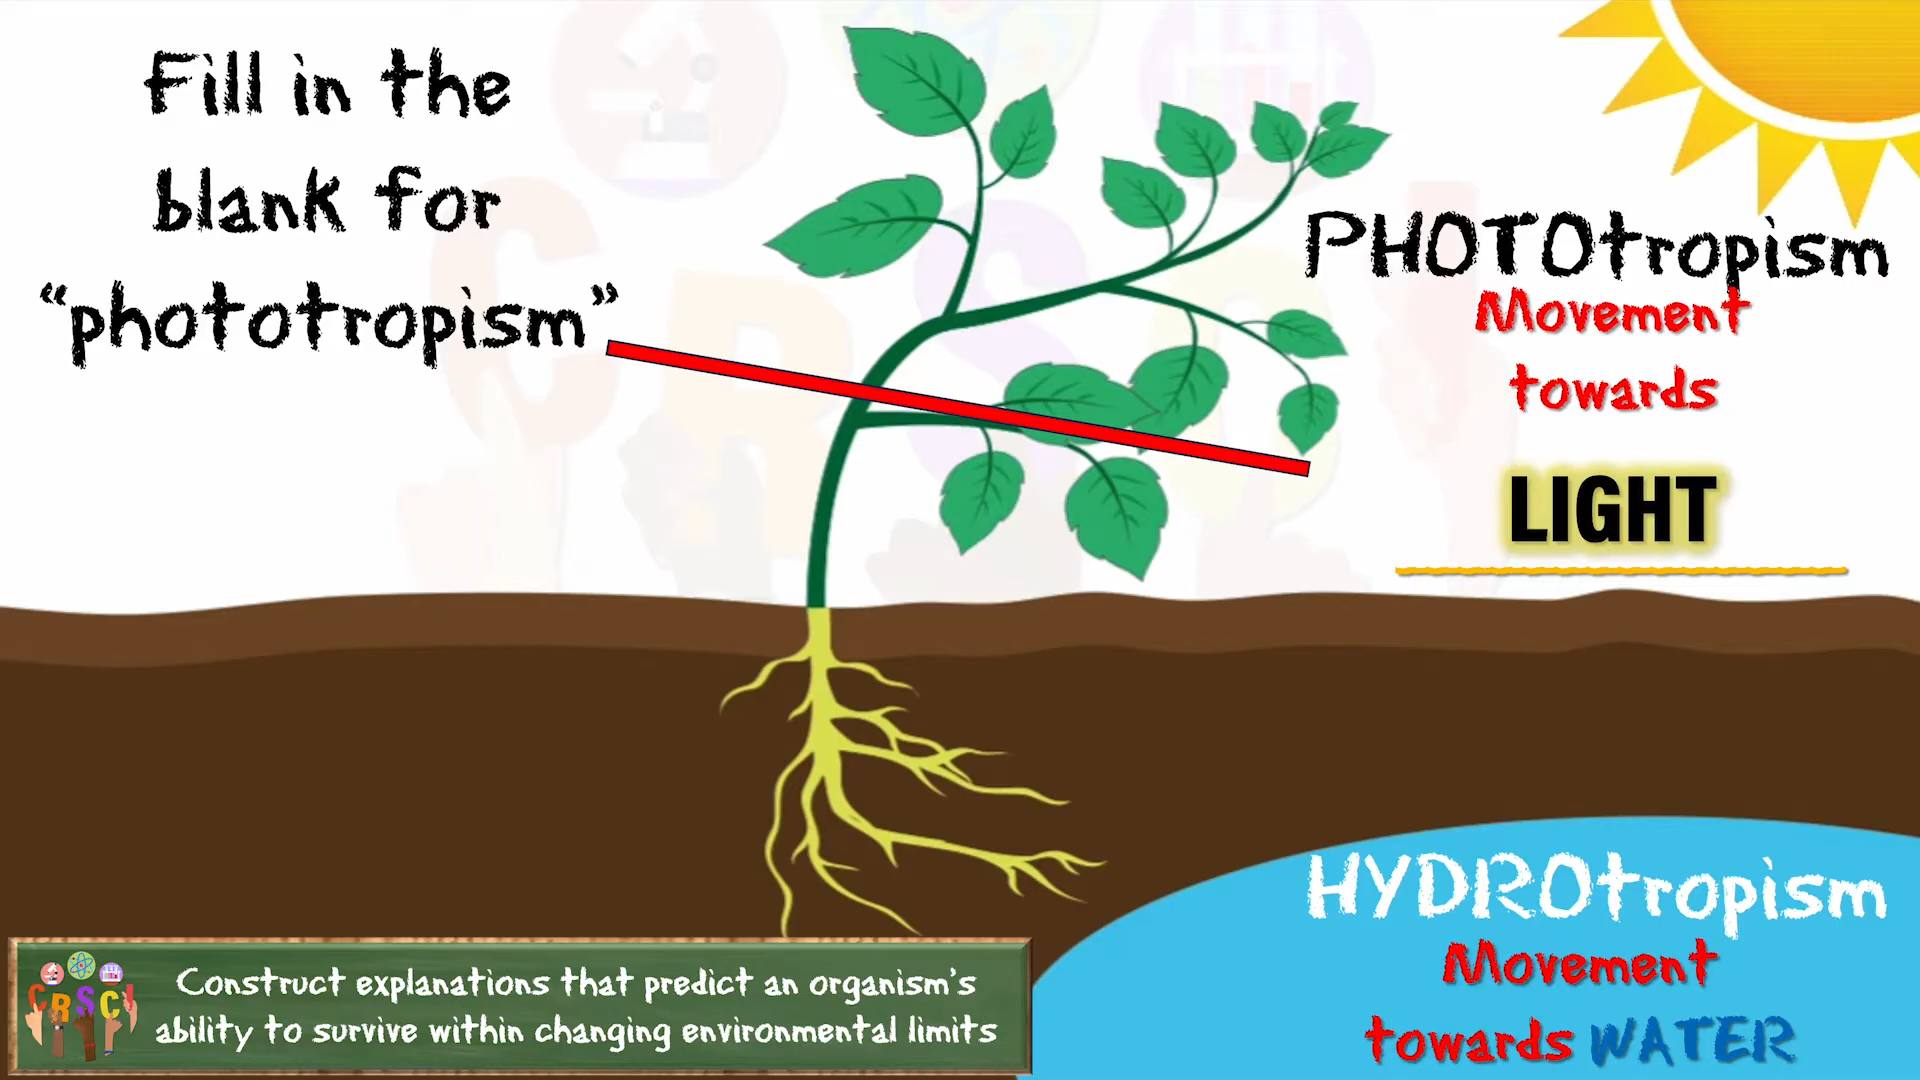 Fill in the
blank for
“phototropism”
PHOTOtropism
Movement
towards
LIGHT
HYDROtropism
Movement
towards WATER
CRSCI
Construct explanations that predict an organism's
ability to survive within changing environmental limits